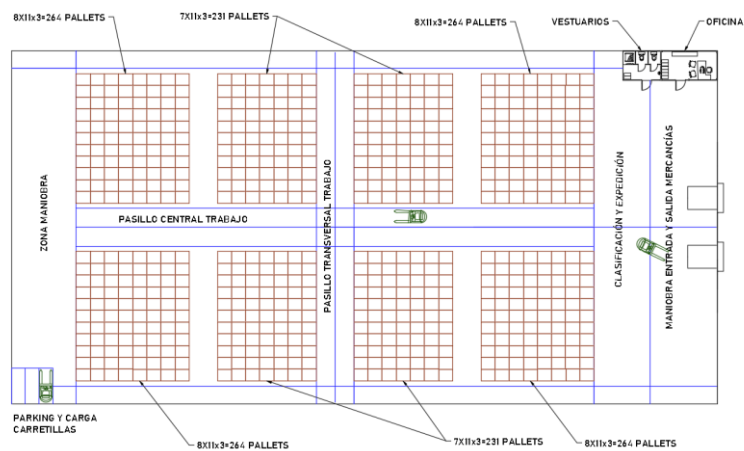 8X11x3=264 PALLETS
7X11x3=231 PALLETS
8X11x3=264 PALLETS
VESTUARIOS
OFICINA
ZONA MANIOBRA
PASILLO CENTRAL TRABAJO
PASILLO TRANSVERSAL TRABAJO
CLASIFICACIÓN Y EXPEDICIÓN
MANIOBRA ENTRADA Y SALIDA MERCANCÍAS
PARKING Y CARGA
CARRETILLAS
8X11x3=264 PALLETS
7X11x3=231 PALLETS
8X11x3=264 PALLETS